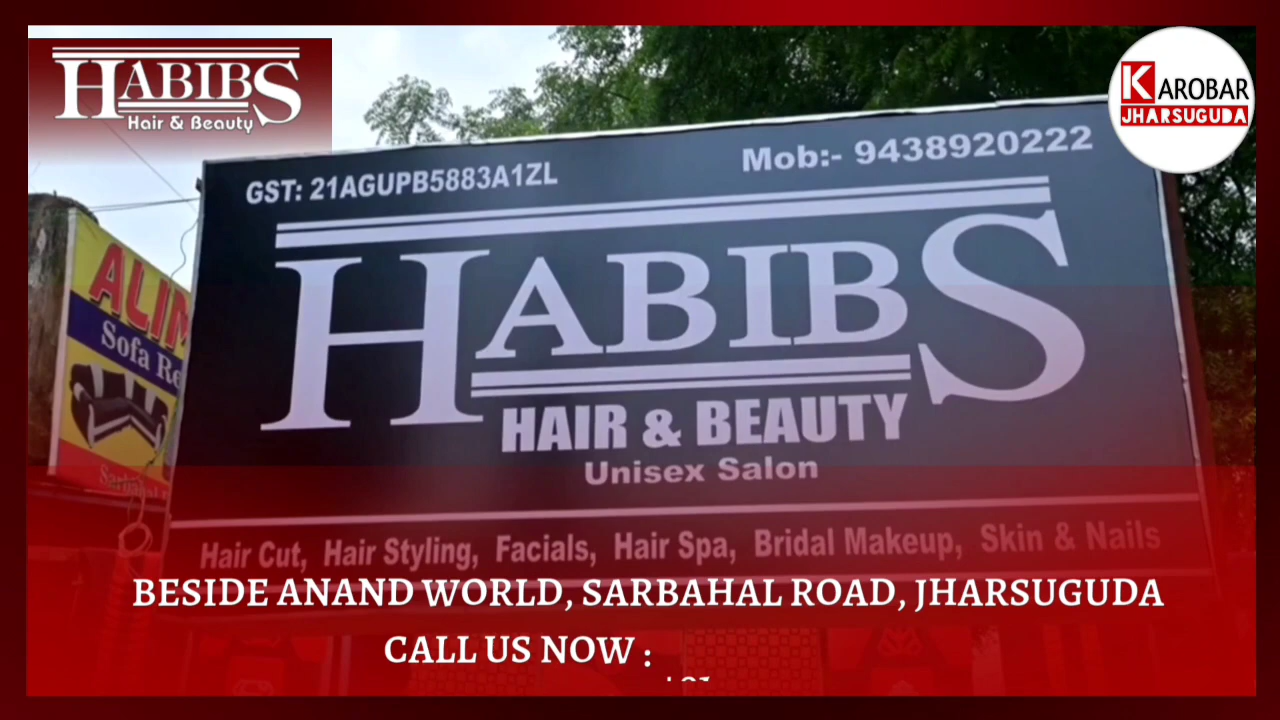 HABIBS
Hair & Beauty
KAROBAR
JHARSUGUDA
GST: 21AGUPB5883A1ZL
Mob:- 9438920222
HABIBS
HAIR & BEAUTY
Unisex Salon
Hair Cut, Hair Styling, Facials, Hair Spa, Bridal Makeup, Skin & Nails
Sofa
BESIDE ANAND WORLD, SARBAHAL ROAD, JHARSUGUDA
CALL US NOW :